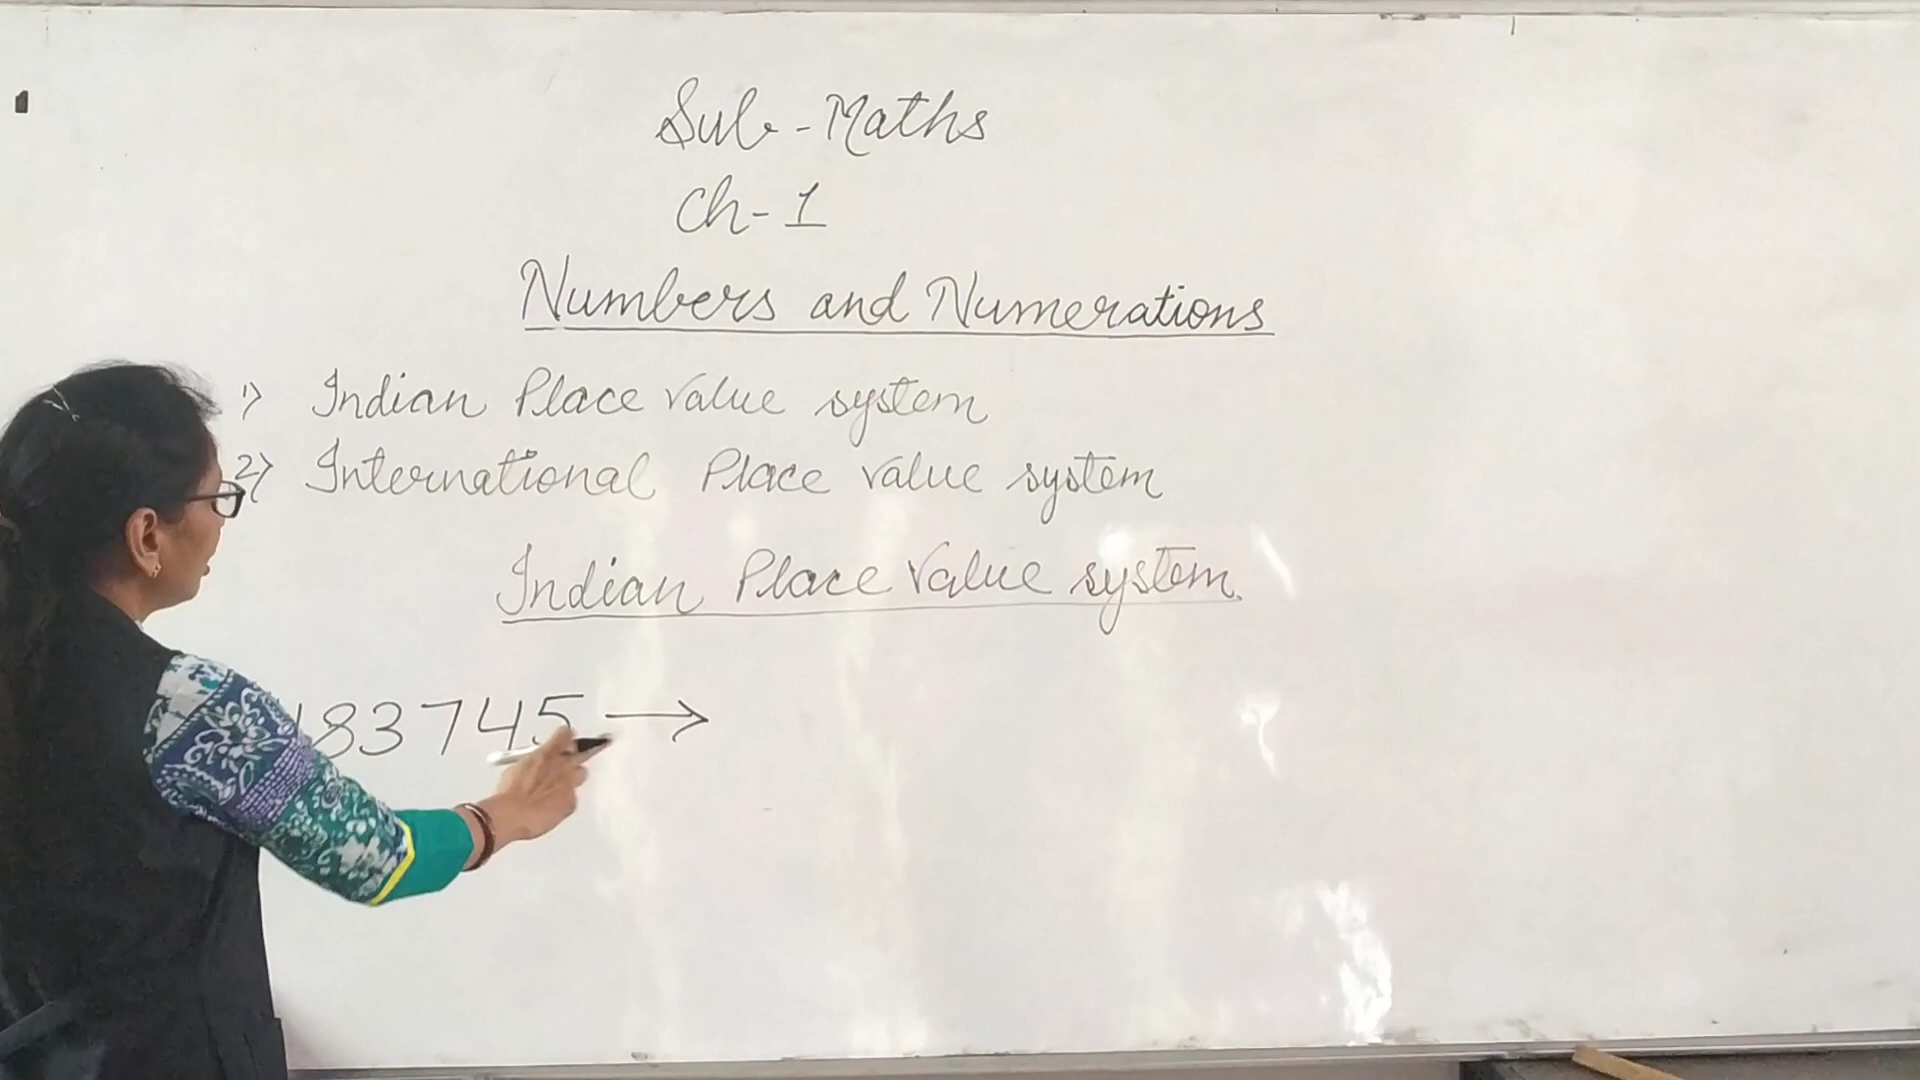 Sub - Maths
Ch - 1
Numbers and Numerations
1) Indian Place Value system
2) International Place value system
Indian Place Value system
83745 →